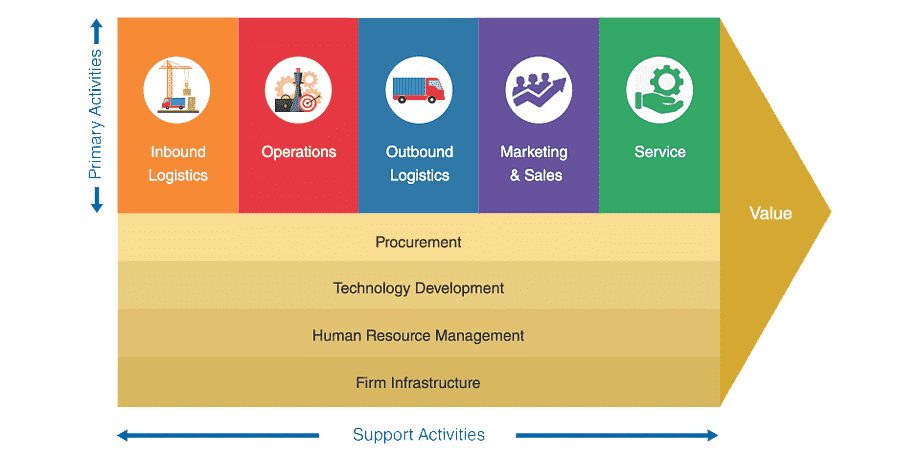 Primary Activities
Inbound
Logistics
Operations
Outbound
Logistics
Marketing
& Sales
Service
Value
Procurement
Technology Development
Human Resource Management
Firm Infrastructure
Support Activities